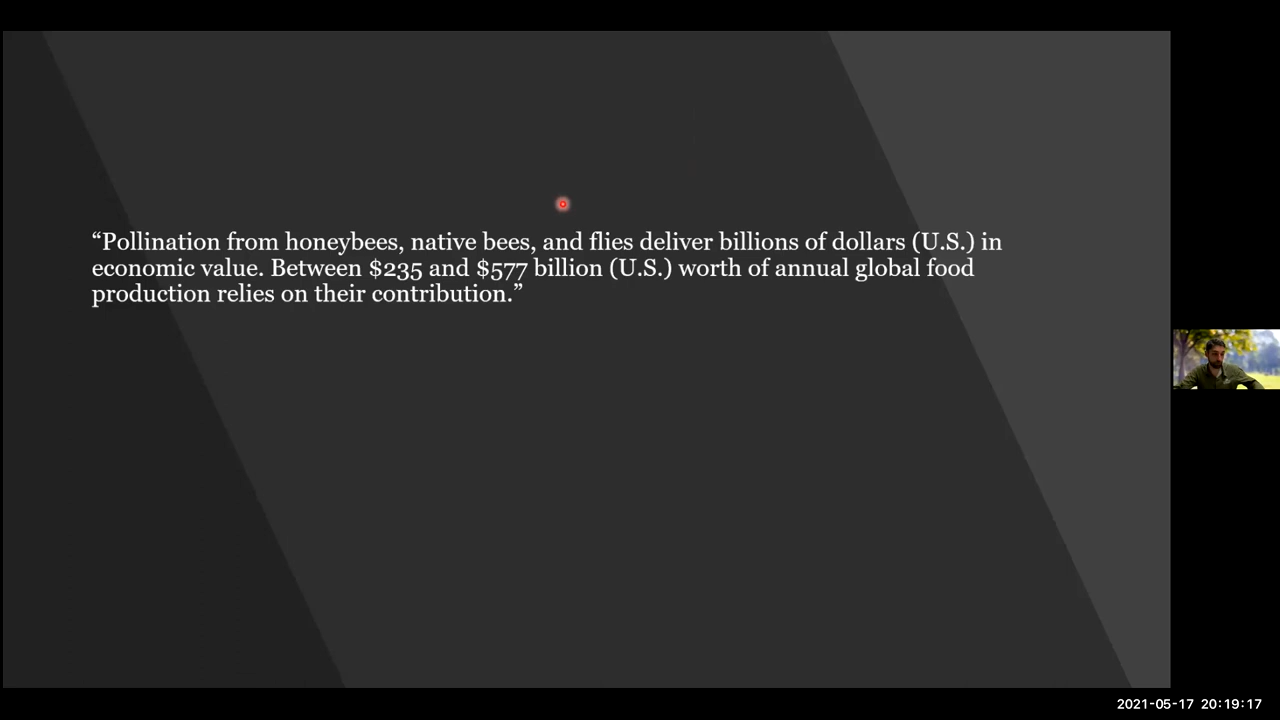 “Pollination from honeybees, native bees, and flies deliver billions of dollars (U.S.) in
economic value. Between $235 and $577 billion (U.S.) worth of annual global food
production relies on their contribution.”
2021-05-17 20:19:17